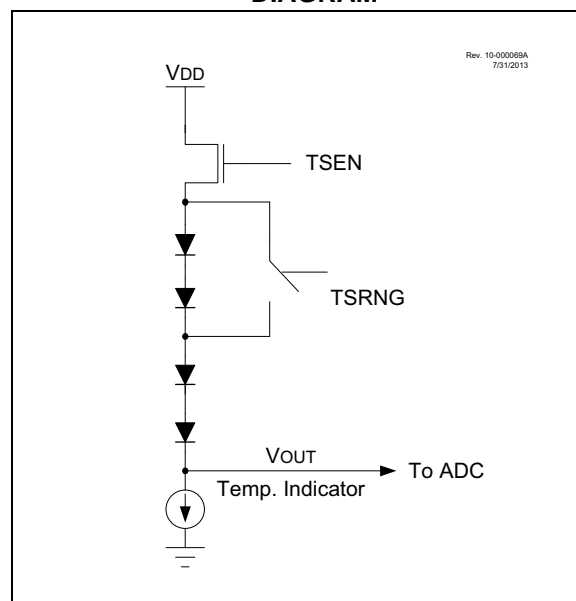 DIAGRAM
Rev. 10-000069A
7/31/2013
VDD
TSEN
TSRNG
VOUT
To ADC
Temp. Indicator